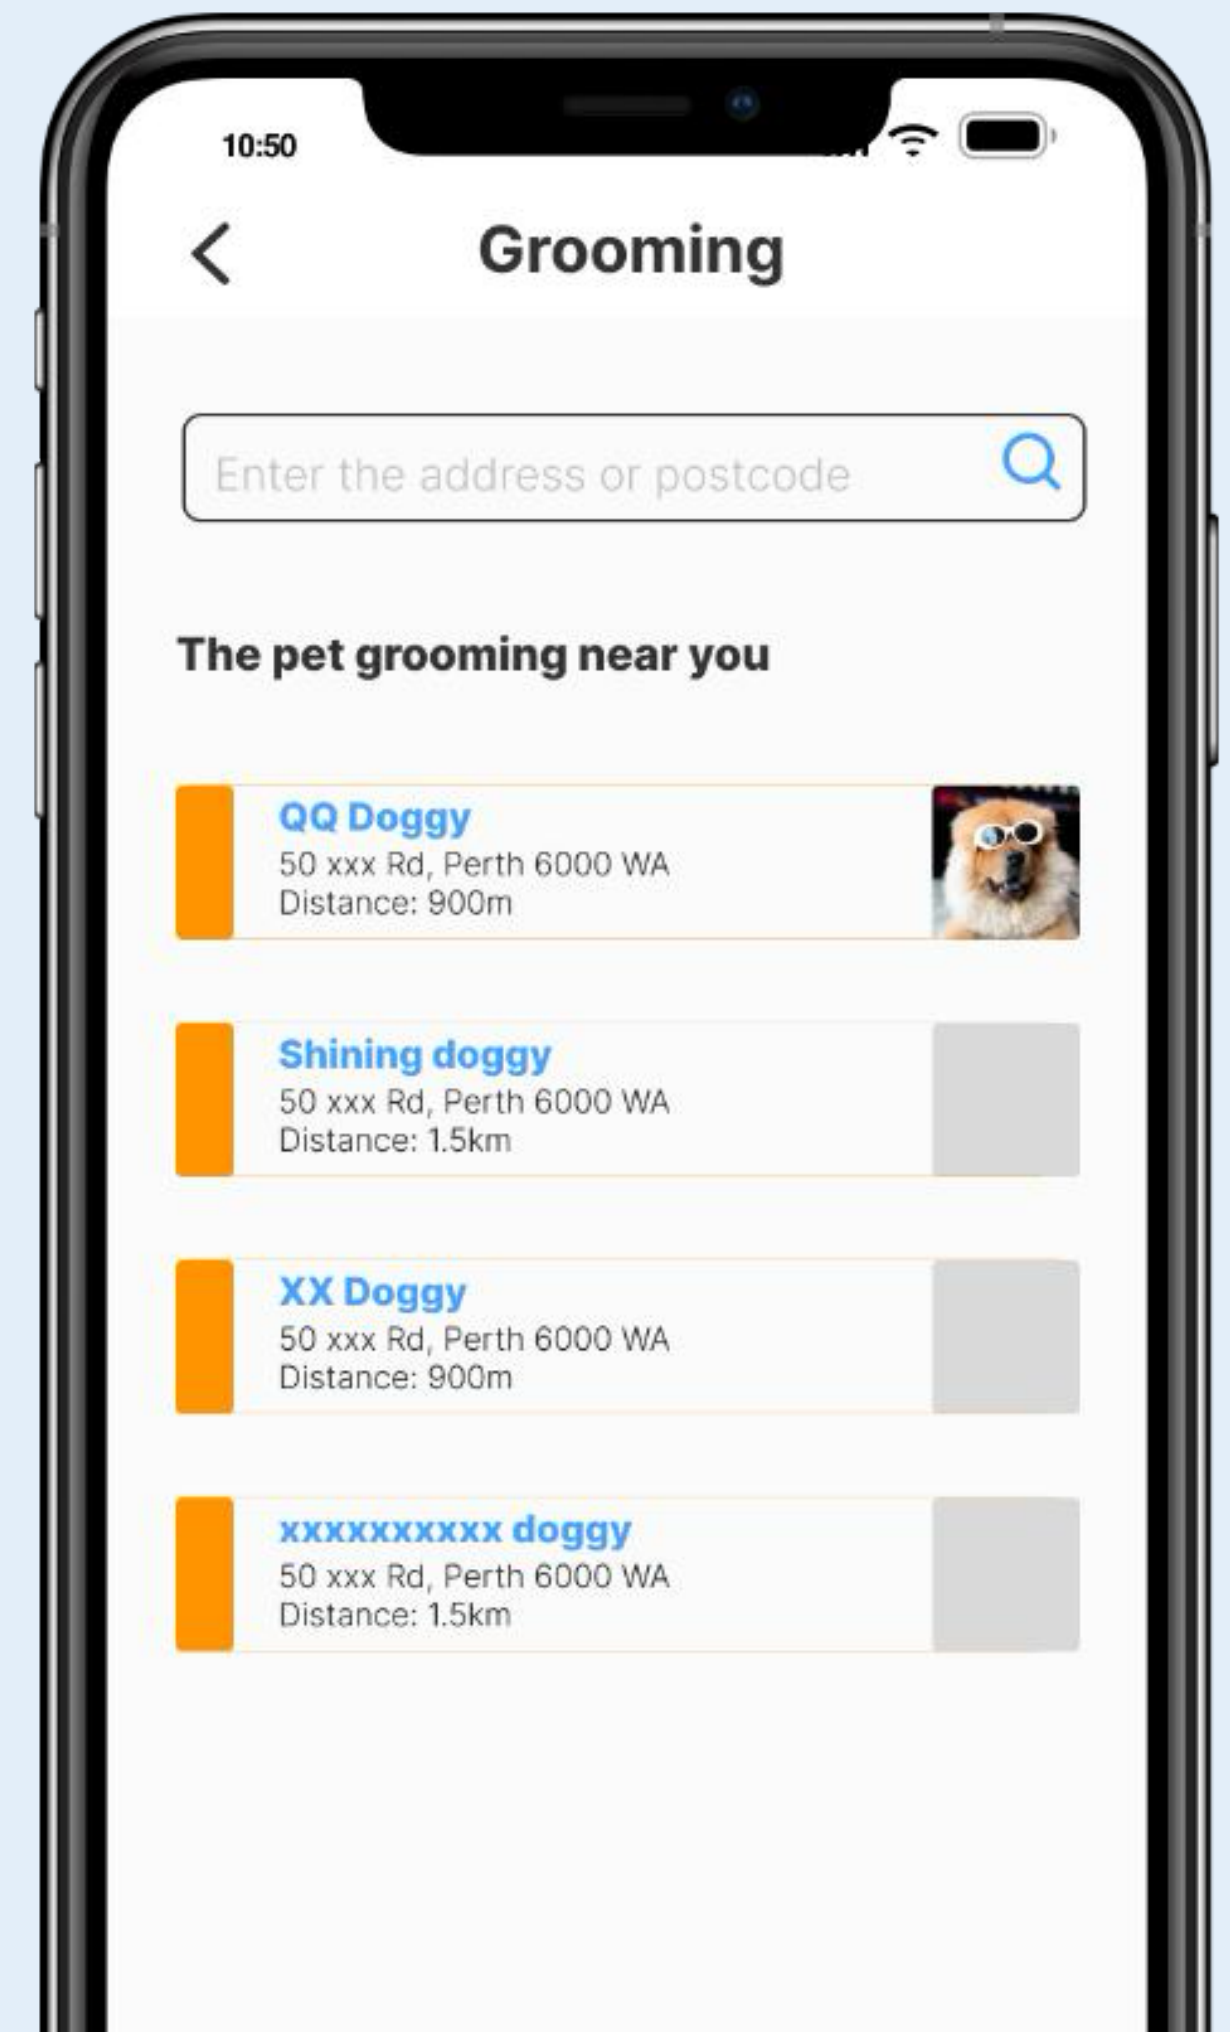 10:50
Grooming
Enter the address or postcode
The pet grooming near you
QQ Doggy
50 xxx Rd, Perth 6000 WA
Distance: 900m
Shining doggy
50 xxx Rd, Perth 6000 WA
Distance: 1.5km
XX Doggy
50 xxx Rd, Perth 6000 WA
Distance: 900m
xxxxxxxxxx doggy
50 xxx Rd, Perth 6000 WA
Distance: 1.5km